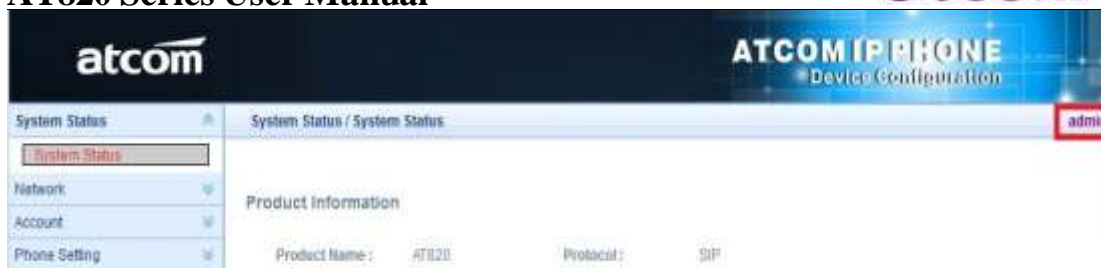 AT820 Series User Manual
atcom
ATCOM IP PHONE
Device Configuration
System Status
System Status / System Status
admi
System Status
Network
Product Information
Account
Phone Setting
Product Name : AT820 Protocol : SIP